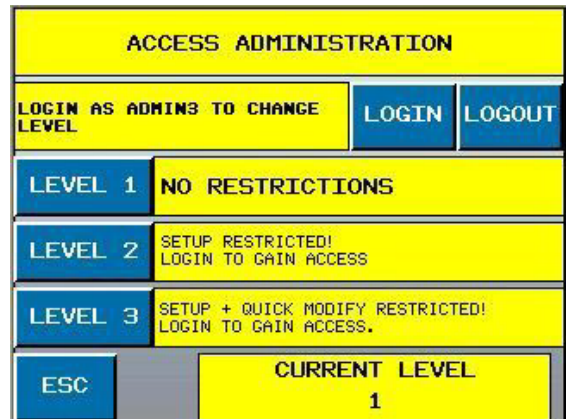 ACCESS ADMINISTRATION
LOGIN AS ADMIN3 TO CHANGE
LEVEL
LOGIN
LOGOUT
LEVEL 1
NO RESTRICTIONS
LEVEL 2
SETUP RESTRICTED!
LOGIN TO GAIN ACCESS
LEVEL 3
SETUP + QUICK MODIFY RESTRICTED!
LOGIN TO GAIN ACCESS.
ESC
CURRENT LEVEL
1